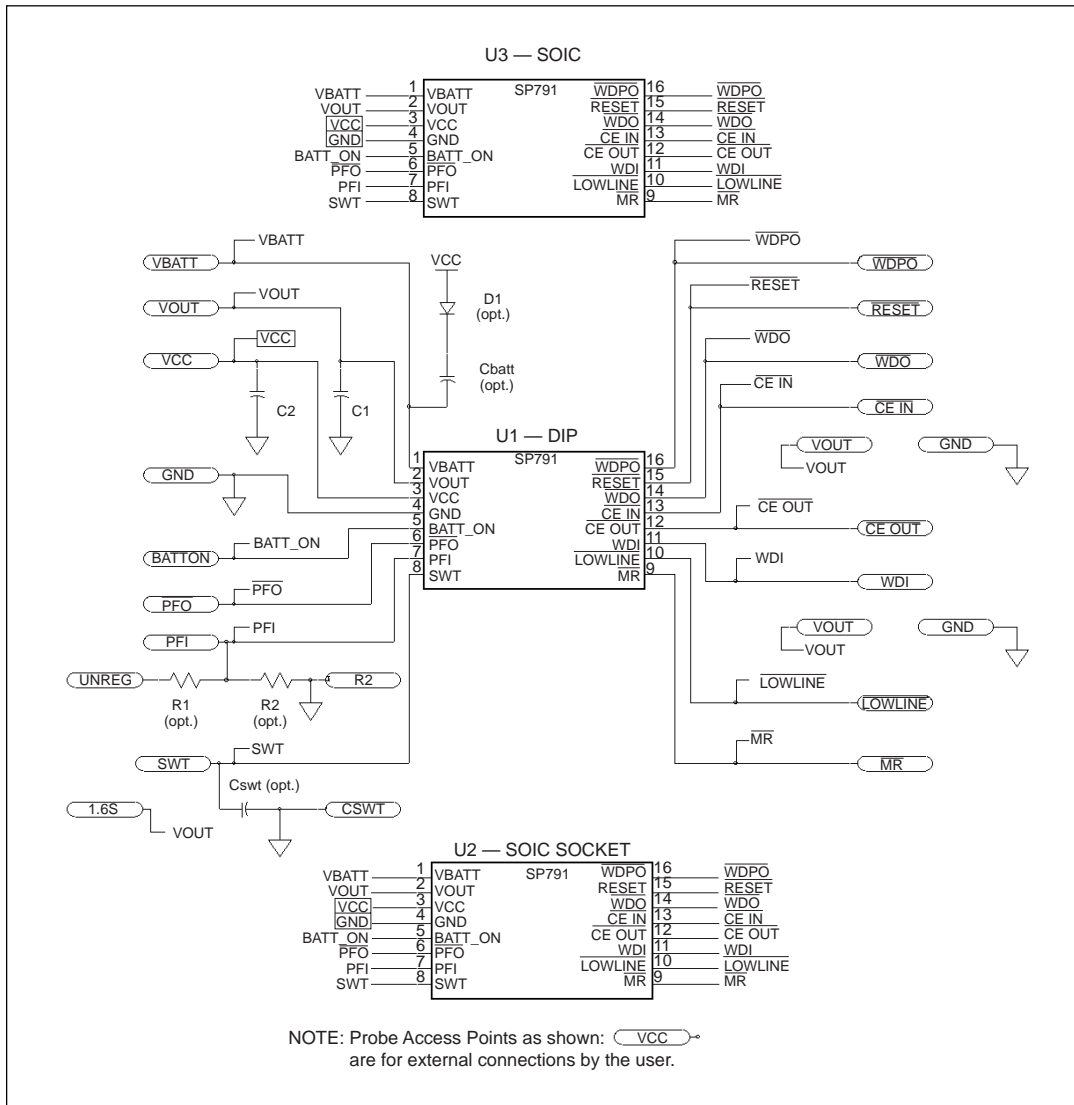 U3 — SOIC
SP791
VBATT 1 VBATT WDPO 16 WDPO
VOUT 2 VOUT RESET 15 RESET
VCC 3 VCC WDO 14 WDO
GND 4 GND CE IN 13 CE IN
BATT_ON 5 BATT_ON CE OUT 12 CE OUT
PFO 6 PFO WDI 11 WDI
PFI 7 PFI LOWLINE 10 LOWLINE
SWT 8 SWT MR 9 MR
VBATT WDPO
VBATT VCC WDPO
VOUT RESET
VOUT D1 RESET
(opt.)
VCC WDO
VCC WDO
Cbatt
(opt.)
CE IN
C2 C1 CE IN
U1 — DIP
SP791
VOUT GND
VOUT
1 VBATT WDPO 16
2 VOUT RESET 15
3 VCC WDO 14
4 GND CE IN 13
5 BATT_ON CE OUT 12
6 PFO WDI 11
7 PFI LOWLINE 10
8 SWT MR 9
GND
CE OUT
CE OUT
BATT_ON
BATTON
WDI
WDI
PFO
PFO
PFI
PFI
VOUT GND
VOUT
UNREG R2
R1
(opt.)
R2
(opt.)
LOWLINE
LOWLINE
SWT MR
SWT MR
Cswt (opt.)
1.6S CSWT
VOUT
U2 — SOIC SOCKET
SP791
VBATT 1 VBATT WDPO 16 WDPO
VOUT 2 VOUT RESET 15 RESET
VCC 3 VCC WDO 14 WDO
GND 4 GND CE IN 13 CE IN
BATT_ON 5 BATT_ON CE OUT 12 CE OUT
PFO 6 PFO WDI 11 WDI
PFI 7 PFI LOWLINE 10 LOWLINE
SWT 8 SWT MR 9 MR
NOTE: Probe Access Points as shown: VCC
are for external connections by the user.